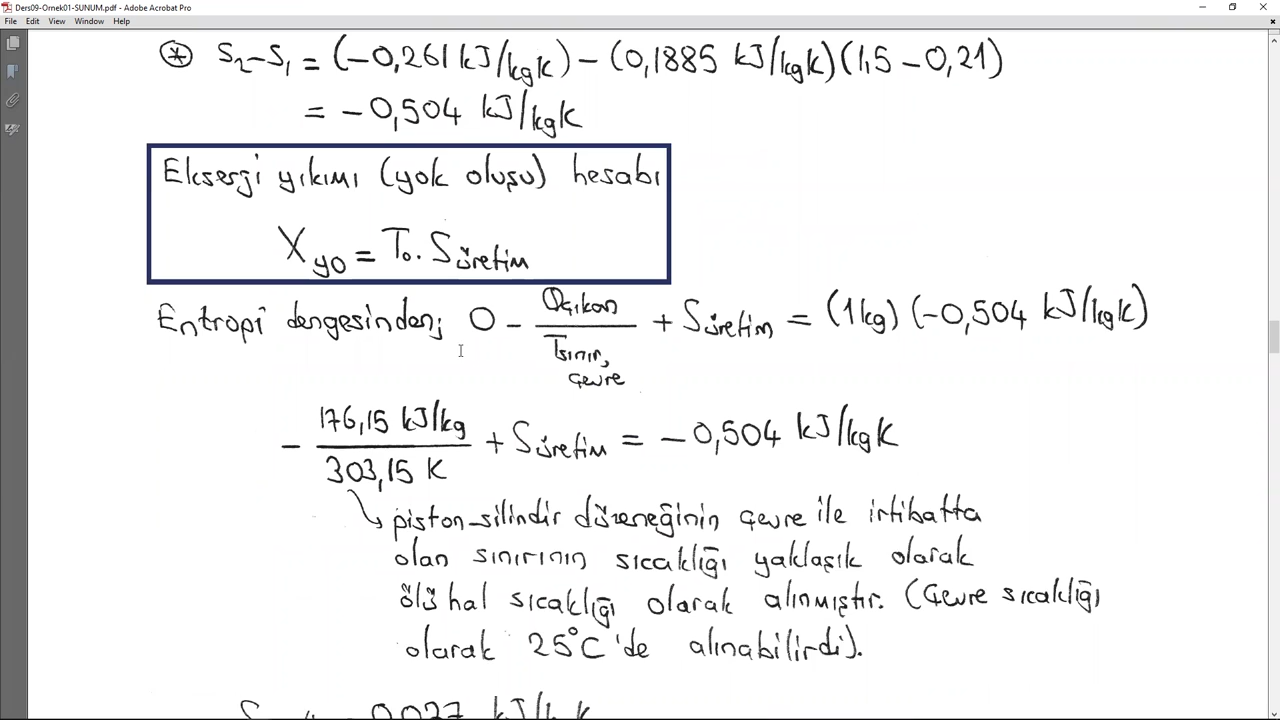 Ders09-Ornek01-SUNUM.pdf - Adobe Acrobat Pro
File Edit View Window Help
* S₂-S₁ = (-0,261 kJ/kgK) - (0,1885 kJ/kgK)(1,5 - 0,21)
= -0,504 kJ/kgK
Ekserji yıkımı (yok oluşu) hesabı
Xyo = To. Süretim
Entropi dengesinden; 0 - Qçıkan / Tsınır, çevre + Süretim = (1kg) (-0,504 kJ/kgK)
- 176,15 kJ/kg / 303,15 K + Süretim = -0,504 kJ/kgK
piston-silindir düzeneğinin çevre ile irtibatta
olan sınırının sıcaklığı yaklaşık olarak
ölü hal sıcaklığı olarak alınmıştır. (Çevre sıcaklığı
olarak 25°C'de alınabilirdi).